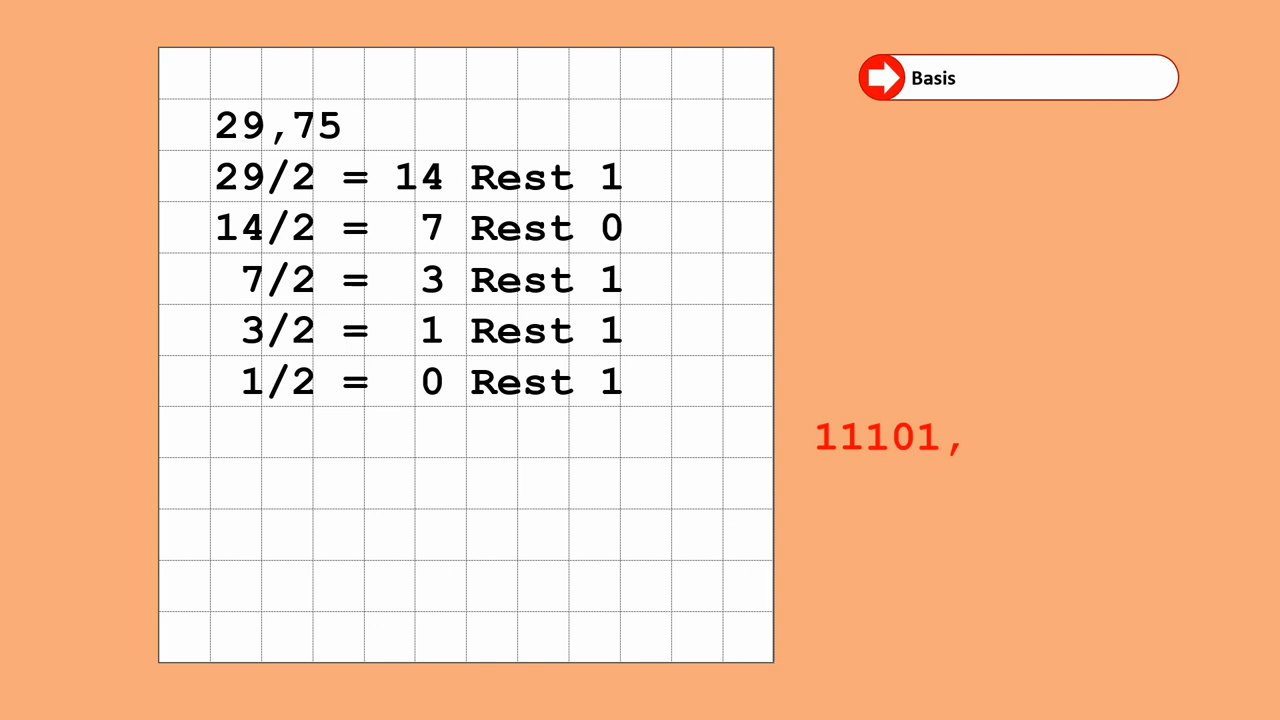 Basis
29,75
29/2 = 14 Rest 1
14/2 = 7 Rest 0
7/2 = 3 Rest 1
3/2 = 1 Rest 1
1/2 = 0 Rest 1
11101,